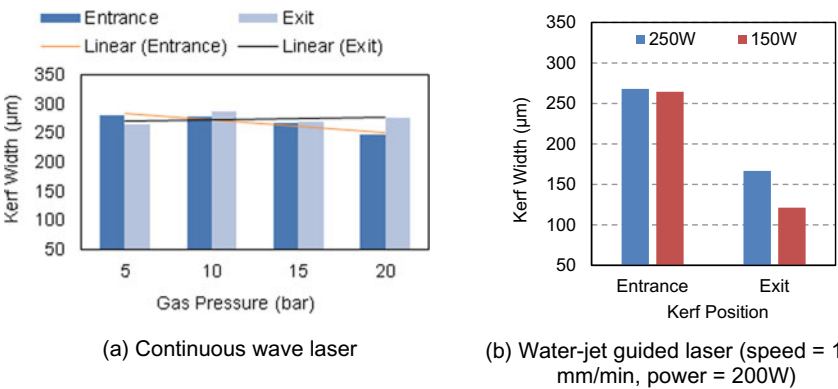 Entrance Exit
Linear (Entrance) Linear (Exit)
350
300
250
200
150
100
50
Kerf Width (µm)
5 10 15 20
Gas Pressure (bar)
(a) Continuous wave laser
350
300
250
200
150
100
50
Kerf Width (µm)
250W 150W
Entrance Exit
Kerf Position
(b) Water-jet guided laser (speed = 1
mm/min, power = 200W)